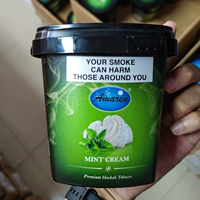 YOUR SMOKE
CAN HARM
THOSE AROUND YOU
Amaren
MINT CREAM
Premium Hookah Tobacco